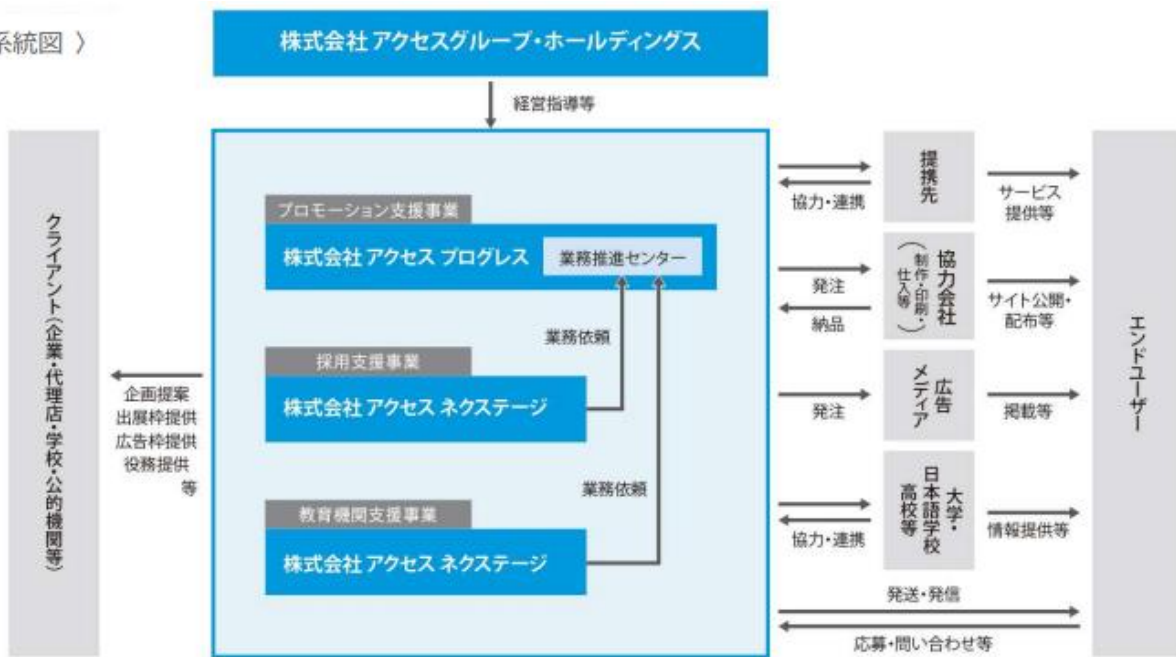 系統図 〉
株式会社 アクセスグループ・ホールディングス
経営指導等
クライアント（企業・代理店・学校・公的機関等）
企画提案
出展枠提供
広告枠提供
役務提供
等
プロモーション支援事業
株式会社 アクセス プログレス
業務推進センター
業務依頼
採用支援事業
株式会社 アクセス ネクステージ
業務依頼
教育機関支援事業
株式会社 アクセス ネクステージ
協力・連携
提携先
サービス
提供等
発注
納品
協力会社
（制作・印刷・
仕入等）
サイト公開・
配布等
発注
広告
メディア
掲載等
協力・連携
大学・
日本語学校
高校等
情報提供等
発送・発信
応募・問い合わせ等
エンドユーザー